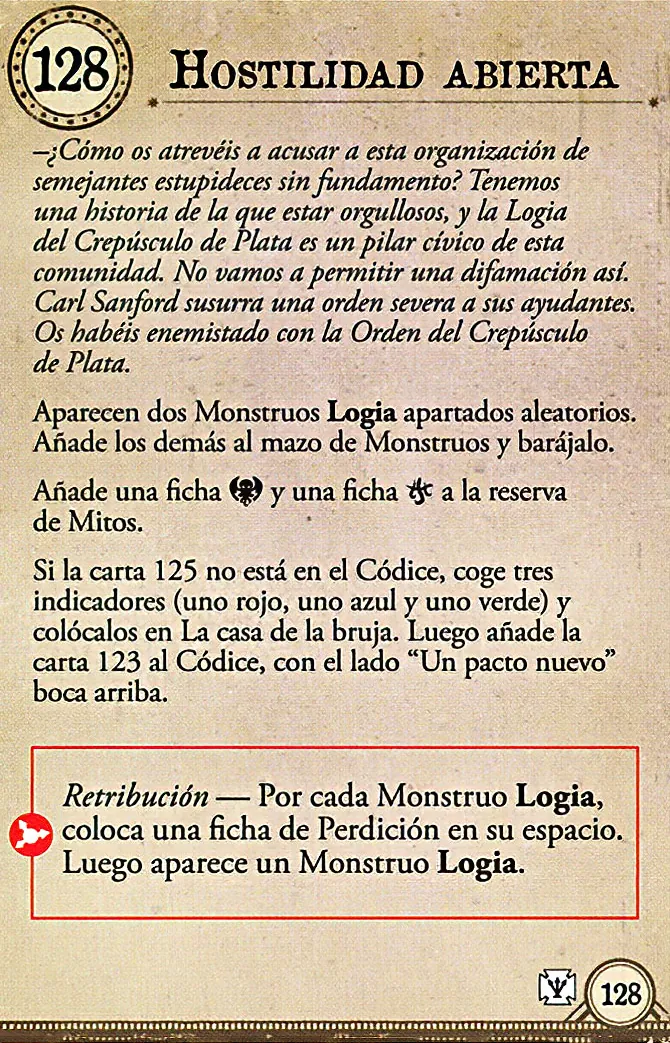 128 HOSTILIDAD ABIERTA
–¿Cómo os atrevéis a acusar a esta organización de
semejantes estupideces sin fundamento? Tenemos
una historia de la que estar orgullosos, y la Logia
del Crepúsculo de Plata es un pilar cívico de esta
comunidad. No vamos a permitir una difamación así.
Carl Sanford susurra una orden severa a sus ayudantes.
Os habéis enemistado con la Orden del Crepúsculo
de Plata.
Aparecen dos Monstruos Logia apartados aleatorios.
Añade los demás al mazo de Monstruos y barájalo.
Añade una ficha y una ficha a la reserva
de Mitos.
Si la carta 125 no está en el Códice, coge tres
indicadores (uno rojo, uno azul y uno verde) y
colócalos en La casa de la bruja. Luego añade la
carta 123 al Códice, con el lado “Un pacto nuevo”
boca arriba.
Retribución — Por cada Monstruo Logia,
coloca una ficha de Perdición en su espacio.
Luego aparece un Monstruo Logia.
128